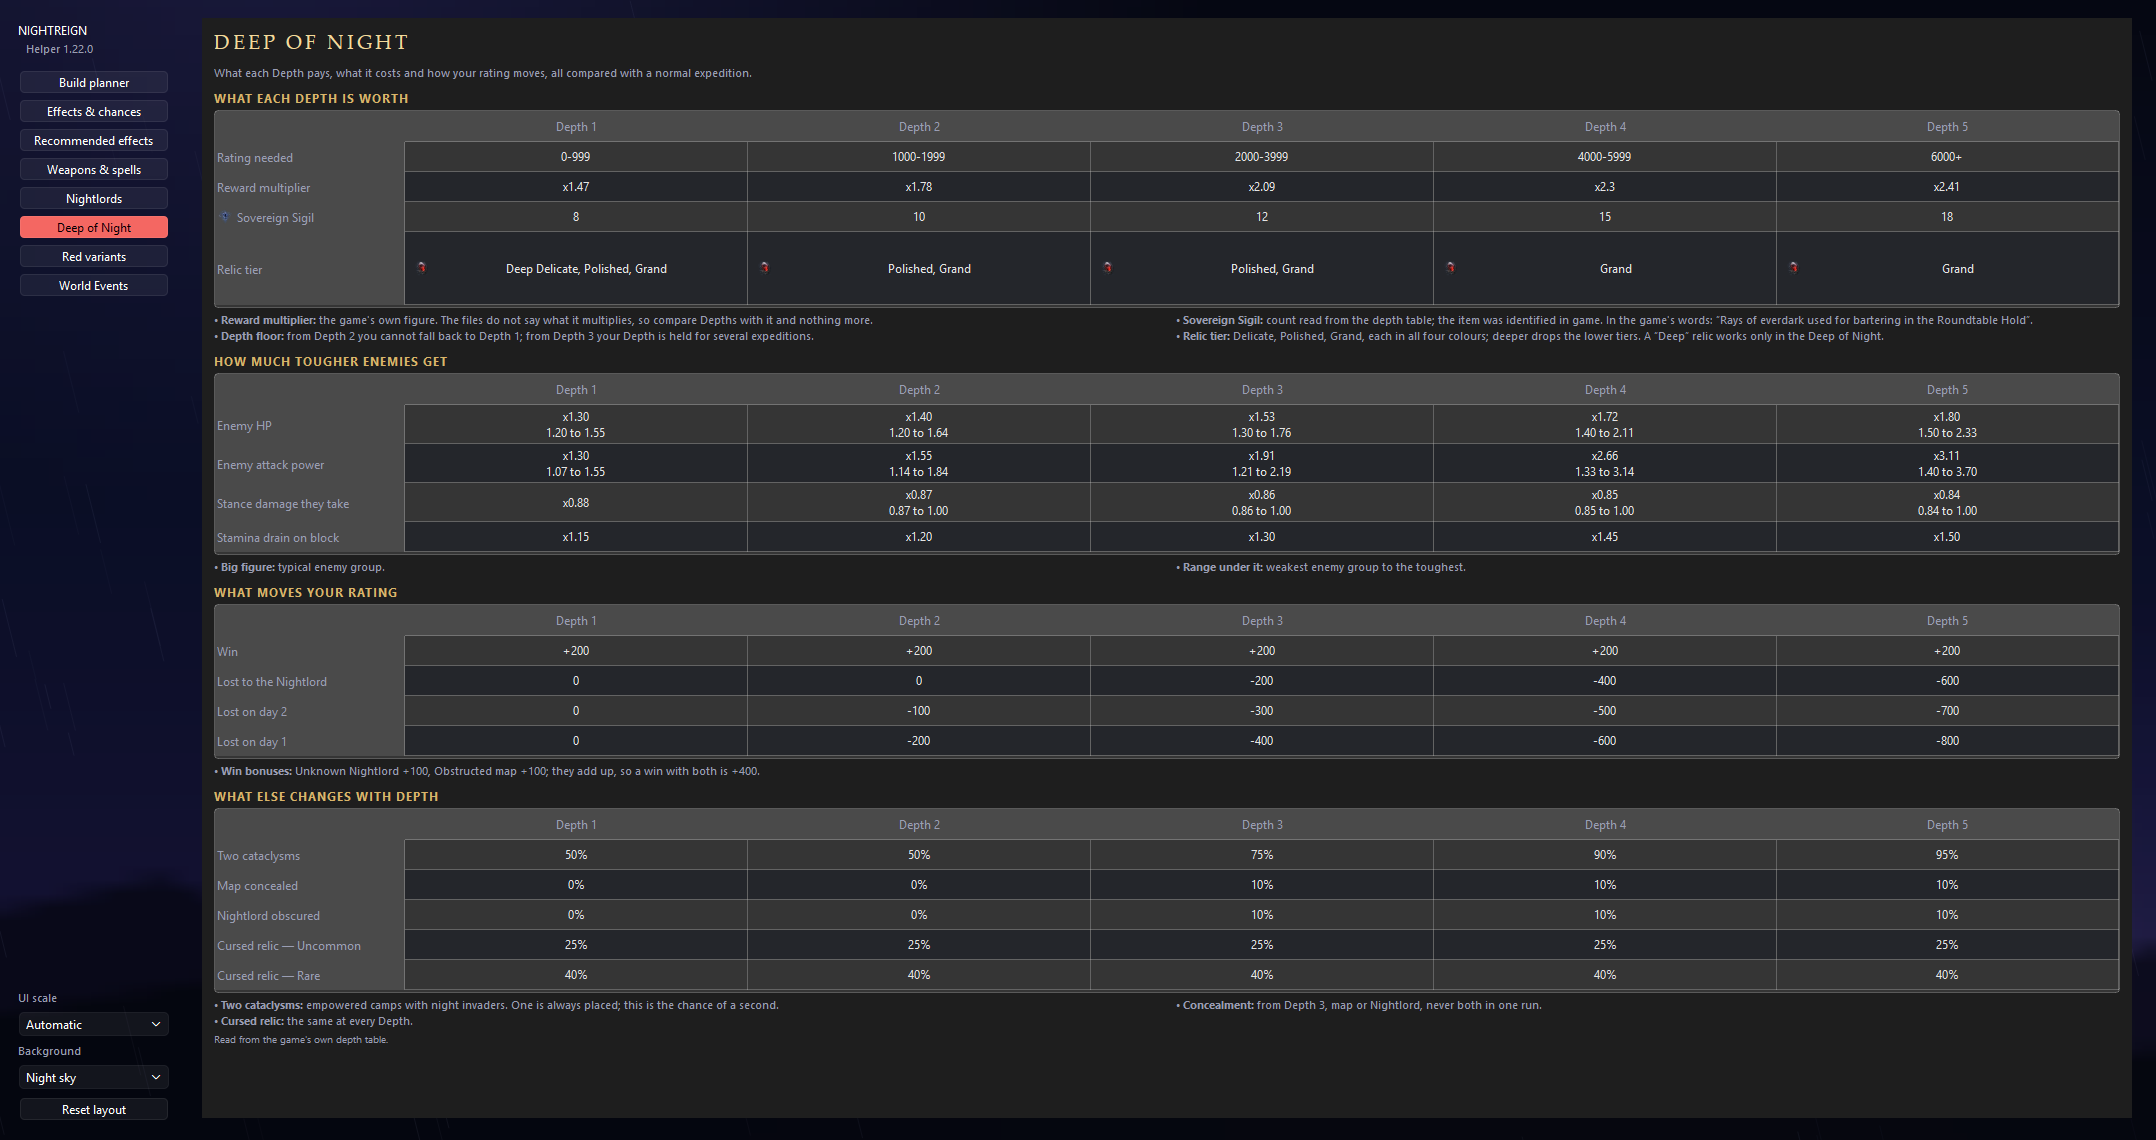 NIGHTREIGN
Helper 1.22.0
Build planner
Effects & chances
Recommended effects
Weapons & spells
Nightlords
Deep of Night
Red variants
World Events
UI scale
Automatic
Background
Night sky
Reset layout
DEEP OF NIGHT
What each Depth pays, what it costs and how your rating moves, all compared with a normal expedition.
WHAT EACH DEPTH IS WORTH
Depth 1 Depth 2 Depth 3 Depth 4 Depth 5
Rating needed 0-999 1000-1999 2000-3999 4000-5999 6000+
Reward multiplier x1.47 x1.78 x2.09 x2.3 x2.41
Sovereign Sigil 8 10 12 15 18
Relic tier Deep Delicate, Polished, Grand Polished, Grand Polished, Grand Grand Grand
• Reward multiplier: the game's own figure. The files do not say what it multiplies, so compare Depths with it and nothing more.
• Depth floor: from Depth 2 you cannot fall back to Depth 1; from Depth 3 your Depth is held for several expeditions.
• Sovereign Sigil: count read from the depth table; the item was identified in game. In the game's words: "Rays of everdark used for bartering in the Roundtable Hold".
• Relic tier: Delicate, Polished, Grand, each in all four colours; deeper drops the lower tiers. A "Deep" relic works only in the Deep of Night.
HOW MUCH TOUGHER ENEMIES GET
Depth 1 Depth 2 Depth 3 Depth 4 Depth 5
Enemy HP x1.30 x1.40 x1.53 x1.72 x1.80
1.20 to 1.55 1.20 to 1.64 1.30 to 1.76 1.40 to 2.11 1.50 to 2.33
Enemy attack power x1.30 x1.55 x1.91 x2.66 x3.11
1.07 to 1.55 1.14 to 1.84 1.21 to 2.19 1.33 to 3.14 1.40 to 3.70
Stance damage they take x0.88 x0.87 x0.86 x0.85 x0.84
0.87 to 1.00 0.86 to 1.00 0.85 to 1.00 0.84 to 1.00
Stamina drain on block x1.15 x1.20 x1.30 x1.45 x1.50
• Big figure: typical enemy group.
• Range under it: weakest enemy group to the toughest.
WHAT MOVES YOUR RATING
Depth 1 Depth 2 Depth 3 Depth 4 Depth 5
Win +200 +200 +200 +200 +200
Lost to the Nightlord 0 0 -200 -400 -600
Lost on day 2 0 -100 -300 -500 -700
Lost on day 1 0 -200 -400 -600 -800
• Win bonuses: Unknown Nightlord +100, Obstructed map +100; they add up, so a win with both is +400.
WHAT ELSE CHANGES WITH DEPTH
Depth 1 Depth 2 Depth 3 Depth 4 Depth 5
Two cataclysms 50% 50% 75% 90% 95%
Map concealed 0% 0% 10% 10% 10%
Nightlord obscured 0% 0% 10% 10% 10%
Cursed relic — Uncommon 25% 25% 25% 25% 25%
Cursed relic — Rare 40% 40% 40% 40% 40%
• Two cataclysms: empowered camps with night invaders. One is always placed; this is the chance of a second.
• Cursed relic: the same at every Depth.
• Concealment: from Depth 3, map or Nightlord, never both in one run.
Read from the game's own depth table.